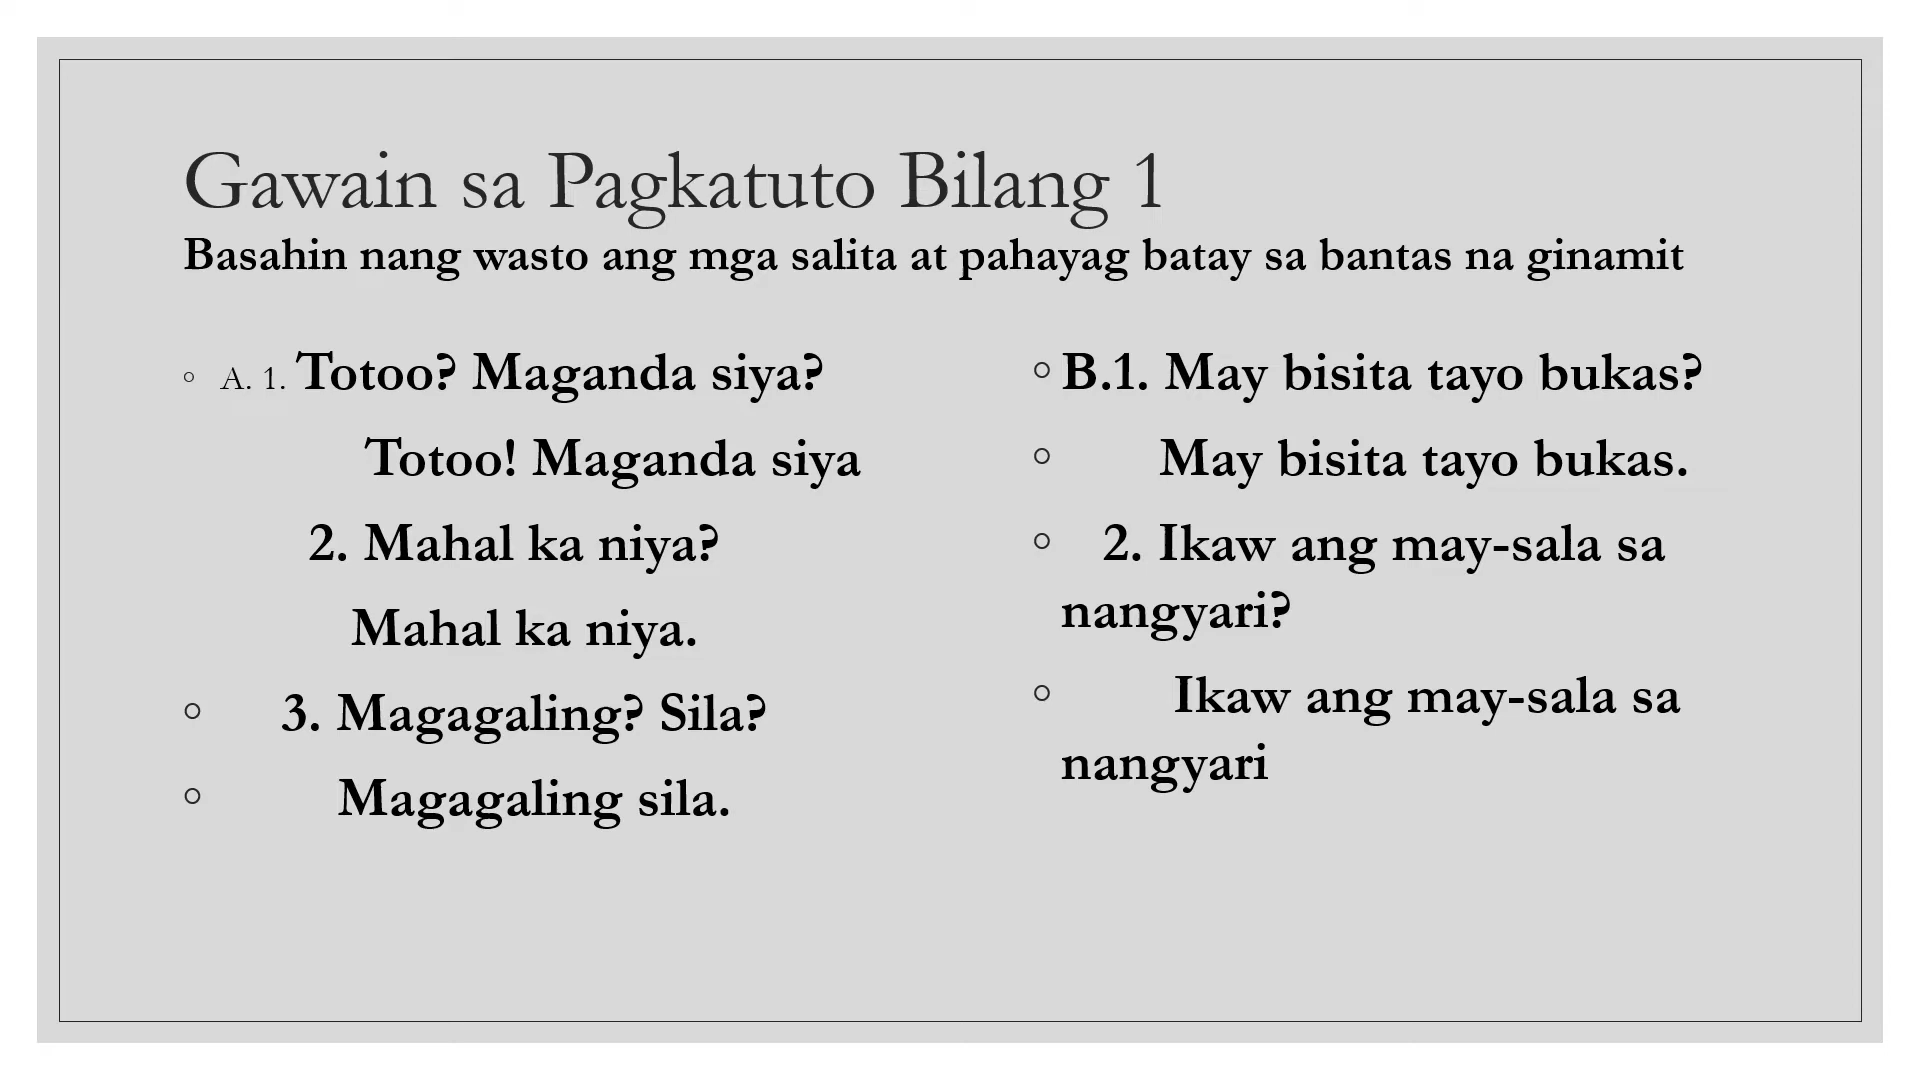 Gawain sa Pagkatuto Bilang 1
Basahin nang wasto ang mga salita at pahayag batay sa bantas na ginamit
◦ A. 1. Totoo? Maganda siya?
Totoo! Maganda siya
2. Mahal ka niya?
Mahal ka niya.
◦ 3. Magagaling? Sila?
◦ Magagaling sila.
◦ B.1. May bisita tayo bukas?
◦ May bisita tayo bukas.
◦ 2. Ikaw ang may-sala sa
nangyari?
◦ Ikaw ang may-sala sa
nangyari